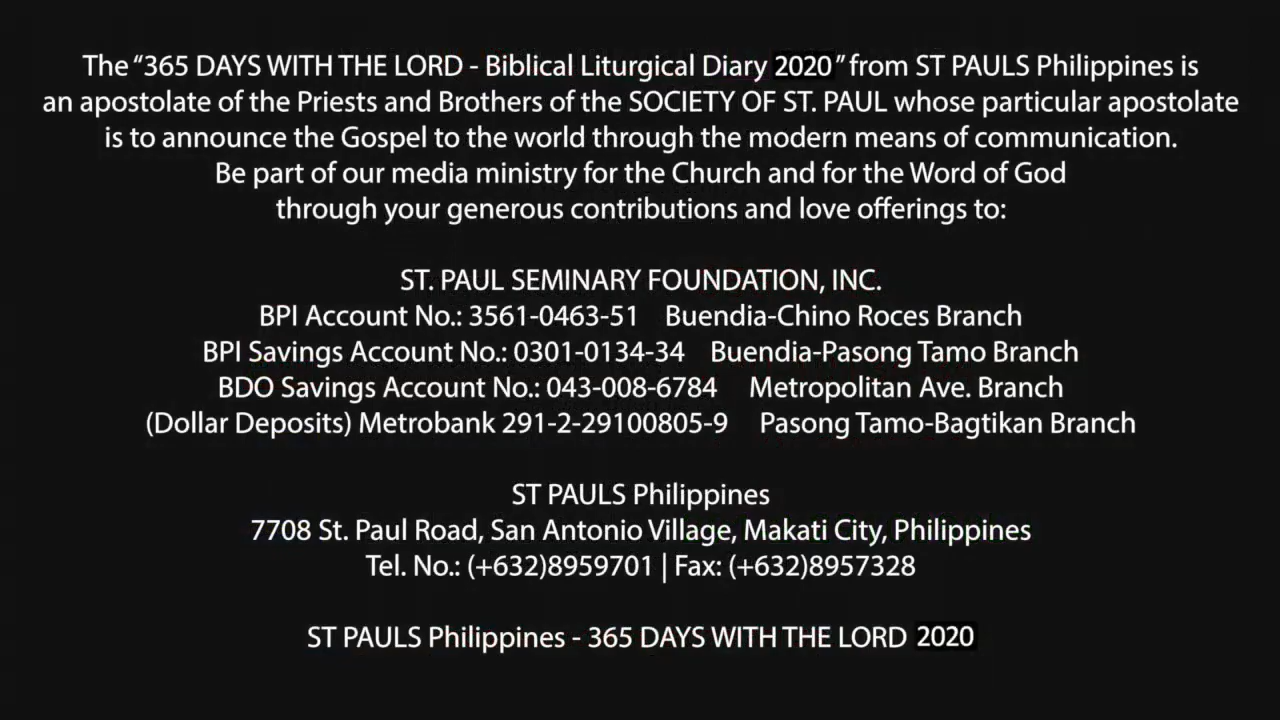 The “365 DAYS WITH THE LORD - Biblical Liturgical Diary 2020” from ST PAULS Philippines is
an apostolate of the Priests and Brothers of the SOCIETY OF ST. PAUL whose particular apostolate
is to announce the Gospel to the world through the modern means of communication.
Be part of our media ministry for the Church and for the Word of God
through your generous contributions and love offerings to:
ST. PAUL SEMINARY FOUNDATION, INC.
BPI Account No.: 3561-0463-51 Buendia-Chino Roces Branch
BPI Savings Account No.: 0301-0134-34 Buendia-Pasong Tamo Branch
BDO Savings Account No.: 043-008-6784 Metropolitan Ave. Branch
(Dollar Deposits) Metrobank 291-2-29100805-9 Pasong Tamo-Bagtikan Branch
ST PAULS Philippines
7708 St. Paul Road, San Antonio Village, Makati City, Philippines
Tel. No.: (+632)8959701 | Fax: (+632)8957328
ST PAULS Philippines - 365 DAYS WITH THE LORD 2020